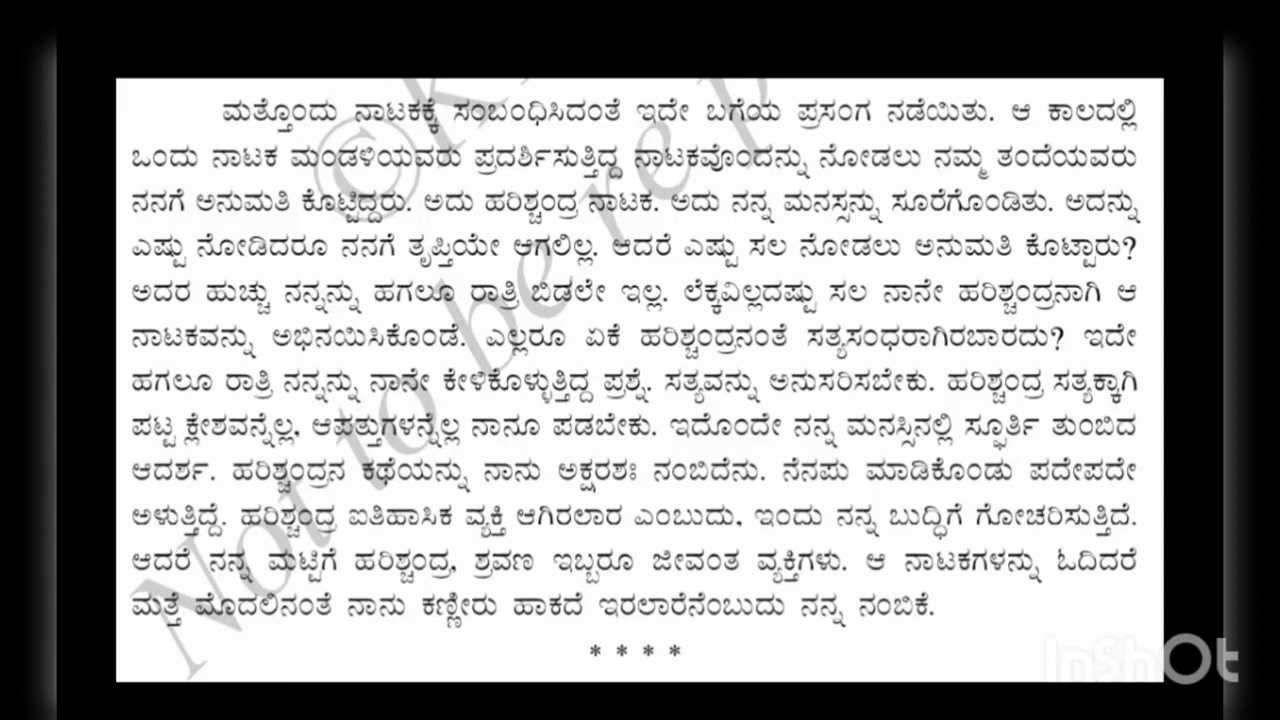 ಮತ್ತೊಂದು ನಾಟಕಕ್ಕೆ ಸಂಬಂಧಿಸಿದಂತೆ ಇದೇ ಬಗೆಯ ಪ್ರಸಂಗ ನಡೆಯಿತು. ಆ ಕಾಲದಲ್ಲಿ
ಒಂದು ನಾಟಕ ಮಂಡಳಿಯವರು ಪ್ರದರ್ಶಿಸುತ್ತಿದ್ದ ನಾಟಕವೊಂದನ್ನು ನೋಡಲು ನಮ್ಮ ತಂದೆಯವರು
ನನಗೆ ಅನುಮತಿ ಕೊಟ್ಟಿದ್ದರು. ಅದು ಹರಿಶ್ಚಂದ್ರ ನಾಟಕ. ಅದು ನನ್ನ ಮನಸ್ಸನ್ನು ಸೂರೆಗೊಂಡಿತು. ಅದನ್ನು
ಎಷ್ಟು ನೋಡಿದರೂ ನನಗೆ ತೃಪ್ತಿಯೇ ಆಗಲಿಲ್ಲ. ಆದರೆ ಎಷ್ಟು ಸಲ ನೋಡಲು ಅನುಮತಿ ಕೊಟ್ಟಾರು?
ಅದರ ಹುಚ್ಚು ನನ್ನನ್ನು ಹಗಲೂ ರಾತ್ರಿ ಬಿಡಲೇ ಇಲ್ಲ. ಲೆಕ್ಕವಿಲ್ಲದಷ್ಟು ಸಲ ನಾನೇ ಹರಿಶ್ಚಂದ್ರನಾಗಿ ಆ
ನಾಟಕವನ್ನು ಅಭಿನಯಿಸಿಕೊಂಡೆ. ಎಲ್ಲರೂ ಏಕೆ ಹರಿಶ್ಚಂದ್ರನಂತೆ ಸತ್ಯಸಂಧರಾಗಿರಬಾರದು? ಇದೇ
ಹಗಲೂ ರಾತ್ರಿ ನನ್ನನ್ನು ನಾನೇ ಕೇಳಿಕೊಳ್ಳುತ್ತಿದ್ದ ಪ್ರಶ್ನೆ. ಸತ್ಯವನ್ನು ಅನುಸರಿಸಬೇಕು. ಹರಿಶ್ಚಂದ್ರ ಸತ್ಯಕ್ಕಾಗಿ
ಪಟ್ಟ ಕ್ಲೇಶವನ್ನೆಲ್ಲ, ಆಪತ್ತುಗಳನ್ನೆಲ್ಲ ನಾನೂ ಪಡಬೇಕು. ಇದೊಂದೇ ನನ್ನ ಮನಸ್ಸಿನಲ್ಲಿ ಸ್ಫೂರ್ತಿ ತುಂಬಿದ
ಆದರ್ಶ. ಹರಿಶ್ಚಂದ್ರನ ಕಥೆಯನ್ನು ನಾನು ಅಕ್ಷರಶಃ ನಂಬಿದೆನು. ನೆನಪು ಮಾಡಿಕೊಂಡು ಪದೇಪದೇ
ಅಳುತ್ತಿದ್ದೆ. ಹರಿಶ್ಚಂದ್ರ ಐತಿಹಾಸಿಕ ವ್ಯಕ್ತಿ ಆಗಿರಲಾರ ಎಂಬುದು, ಇಂದು ನನ್ನ ಬುದ್ಧಿಗೆ ಗೋಚರಿಸುತ್ತಿದೆ.
ಆದರೆ ನನ್ನ ಮಟ್ಟಿಗೆ ಹರಿಶ್ಚಂದ್ರ, ಶ್ರವಣ ಇಬ್ಬರೂ ಜೀವಂತ ವ್ಯಕ್ತಿಗಳು. ಆ ನಾಟಕಗಳನ್ನು ಓದಿದರೆ
ಮತ್ತೆ ಮೊದಲಿನಂತೆ ನಾನು ಕಣ್ಣೀರು ಹಾಕದೆ ಇರಲಾರೆನೆಂಬುದು ನನ್ನ ನಂಬಿಕೆ.
* * * *
©K
Not to be rep
InShOt